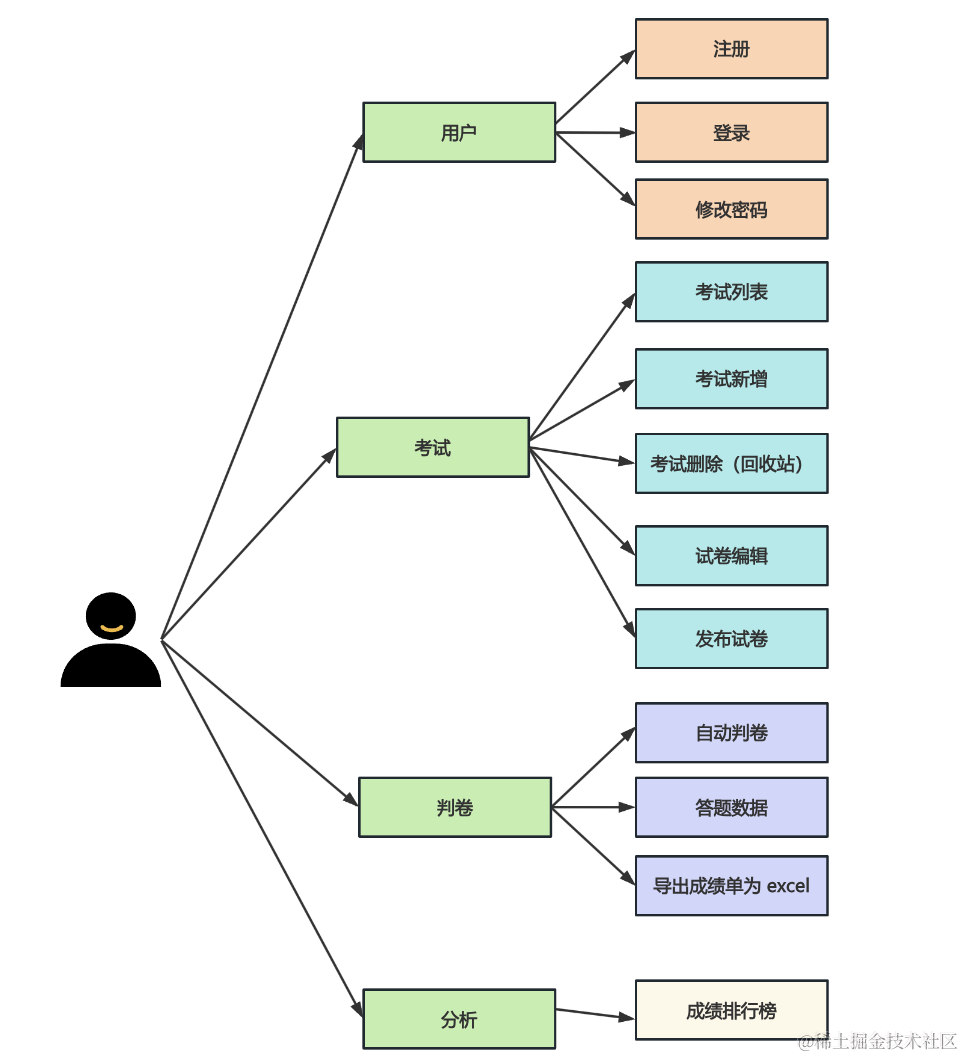 注册
用户
登录
修改密码
考试列表
考试新增
考试
考试删除（回收站）
试卷编辑
发布试卷
自动判卷
判卷
答题数据
导出成绩单为 excel
分析
成绩排行榜
@稀土掘金技术社区